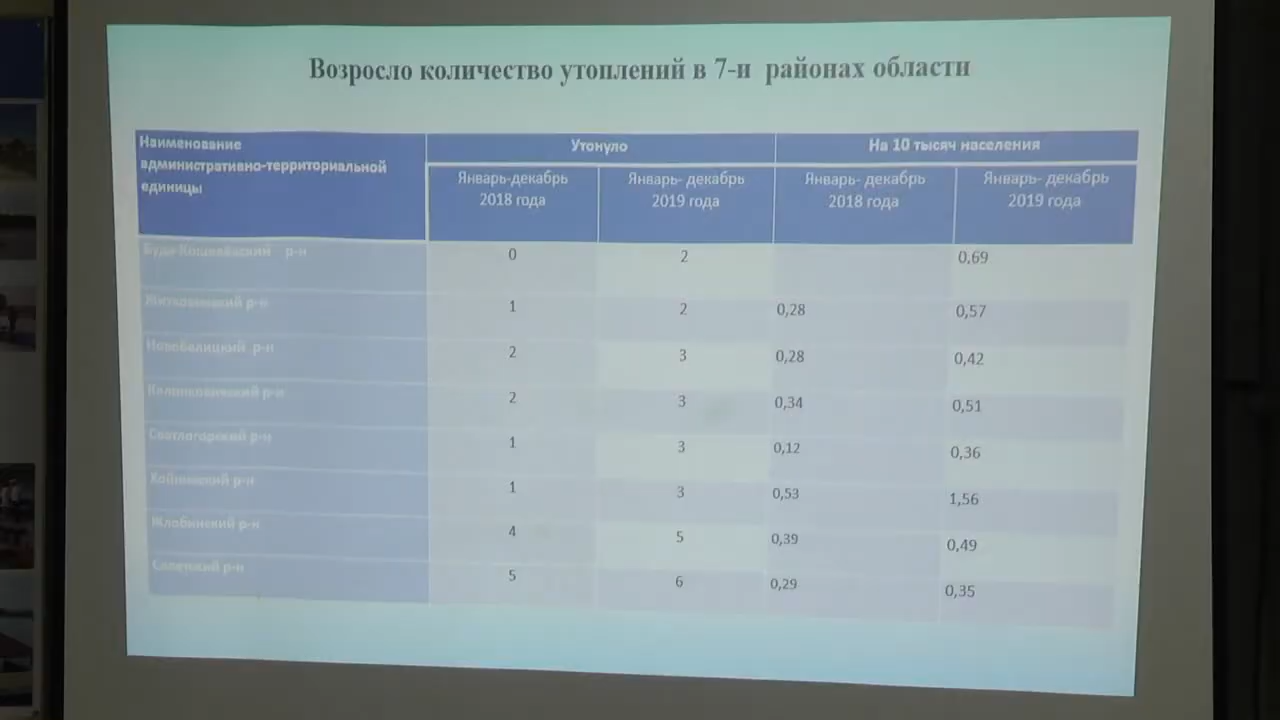 Возросло количество утоплений в 7-и районах области
Наименование
административно-территориальной
единицы
Утонуло
На 10 тысяч населения
Январь-декабрь
2018 года
Январь- декабрь
2019 года
Январь- декабрь
2018 года
Январь- декабрь
2019 года
Буда-Кошелевский р-н 0 2 0,69
Житковичский р-н 1 2 0,28 0,57
Новобелицкий р-н 2 3 0,28 0,42
Калинковичский р-н 2 3 0,34 0,51
Светлогорский р-н 1 3 0,12 0,36
р-н 1 3 0,53 1,56
Жлобинский р-н 4 5 0,39 0,49
р-н 5 6 0,29 0,35